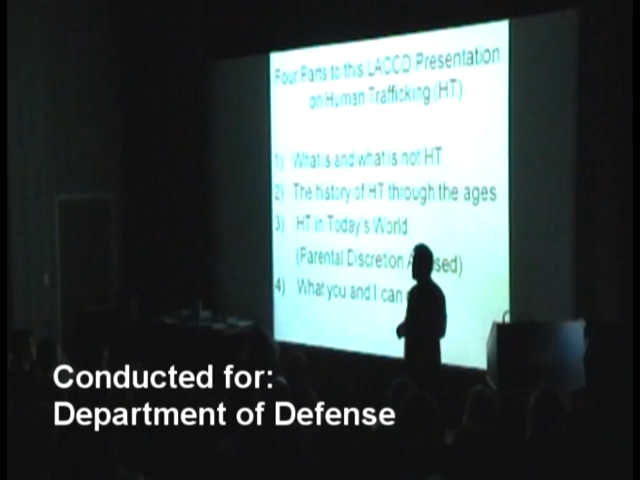 Four Parts to this LACCD Presentation
on Human Trafficking (HT)
1) What is and what is not HT
2) The history of HT through the ages
3) HT in Today's World
(Parental Discretion A sed)
4) What you and I can
Conducted for:
Department of Defense